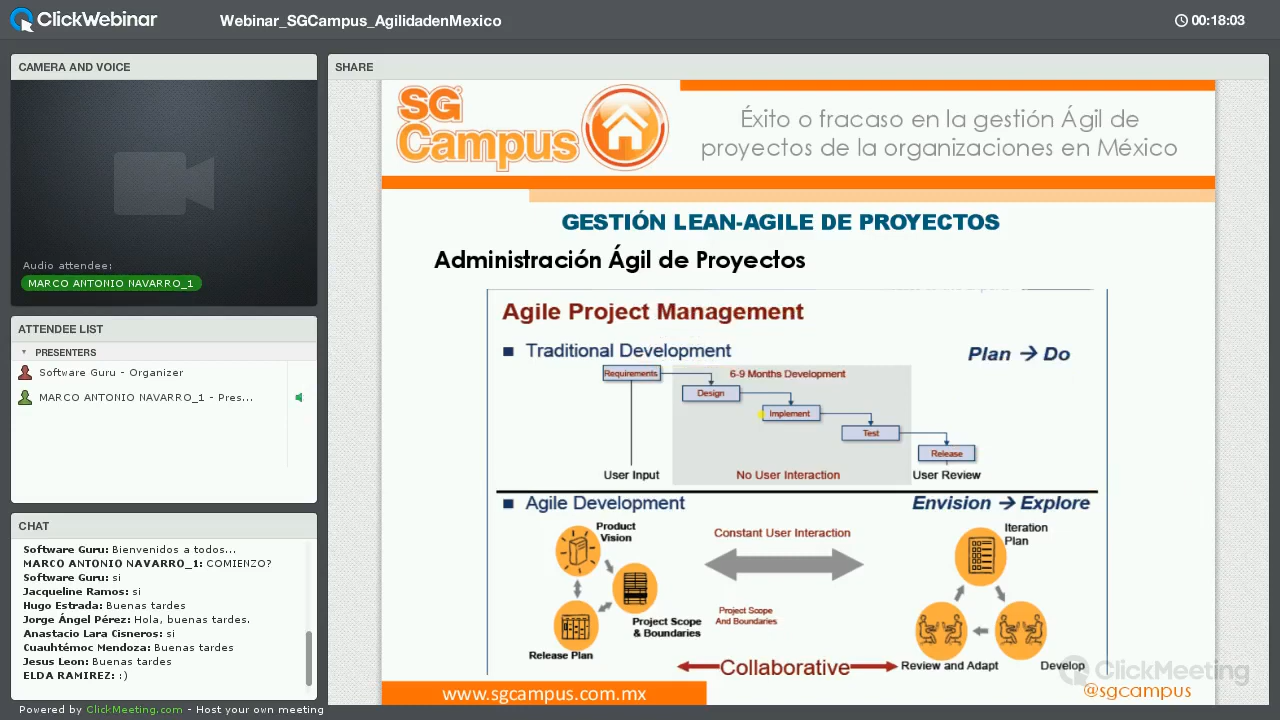 ClickWebinar
Webinar_SGCampus_AgilidadenMexico
00:18:03
CAMERA AND VOICE
Audio attendee:
MARCO ANTONIO NAVARRO_1
ATTENDEE LIST
PRESENTERS
Software Guru - Organizer
MARCO ANTONIO NAVARRO_1 - Pres...
CHAT
Software Guru: Bienvenidos a todos...
MARCO ANTONIO NAVARRO_1: COMIENZO?
Software Guru: si
Jacqueline Ramos: si
Hugo Estrada: Buenas tardes
Jorge Ángel Pérez: Hola, buenas tardes.
Anastacio Lara Cisneros: si
Cuauhtémoc Mendoza: Buenas tardes
Jesus Leon: Buenas tardes
ELDA RAMIREZ: :)
Powered by ClickMeeting.com - Host your own meeting
SHARE
SG
Campus
Éxito o fracaso en la gestión Ágil de
proyectos de la organizaciones en México
GESTIÓN LEAN-AGILE DE PROYECTOS
Administración Ágil de Proyectos
Agile Project Management
Traditional Development
Plan → Do
Requirements
6-9 Months Development
Design
Implement
Test
Release
User Input
No User Interaction
User Review
Agile Development
Envision → Explore
Product
Vision
Constant User Interaction
Iteration
Plan
Project Scope
And Boundaries
Project Scope
& Boundaries
Release Plan
Collaborative
Review and Adapt
Develop
ClickMeeting
www.sgcampus.com.mx
@sgcampus